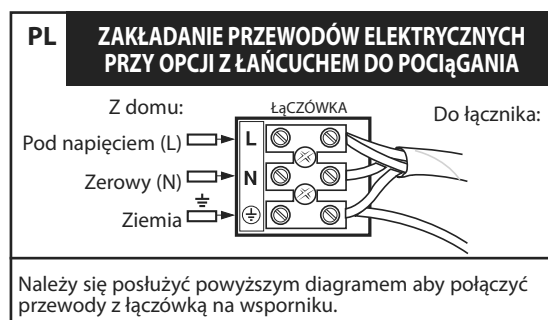 PL
ZAKŁADANIE PRZEWODÓW ELEKTRYCZNYCH
PRZY OPCJI Z ŁAŃCUCHEM DO POCIąGANIA
Z domu:
ŁąCZÓWKA
Do łącznika:
Pod napięciem (L)
L
Zerowy (N)
N
Ziemia
Należy się posłużyć powyższym diagramem aby połączyć
przewody z łączówką na wsporniku.